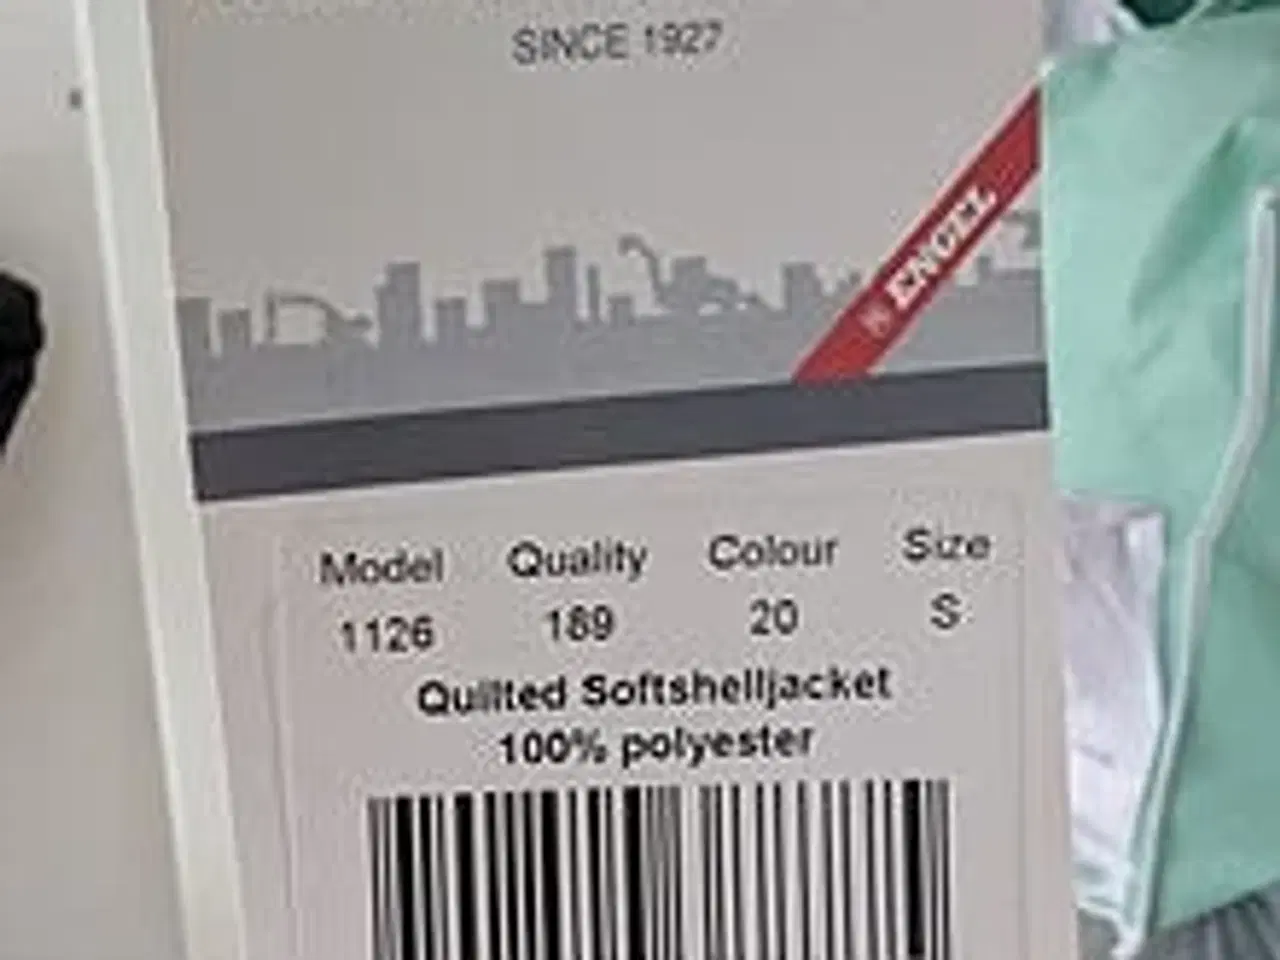 SINCE 1927
ENGEL
Model Quality Colour Size
1126 189 20 S
Quilted Softshelljacket
100% polyester